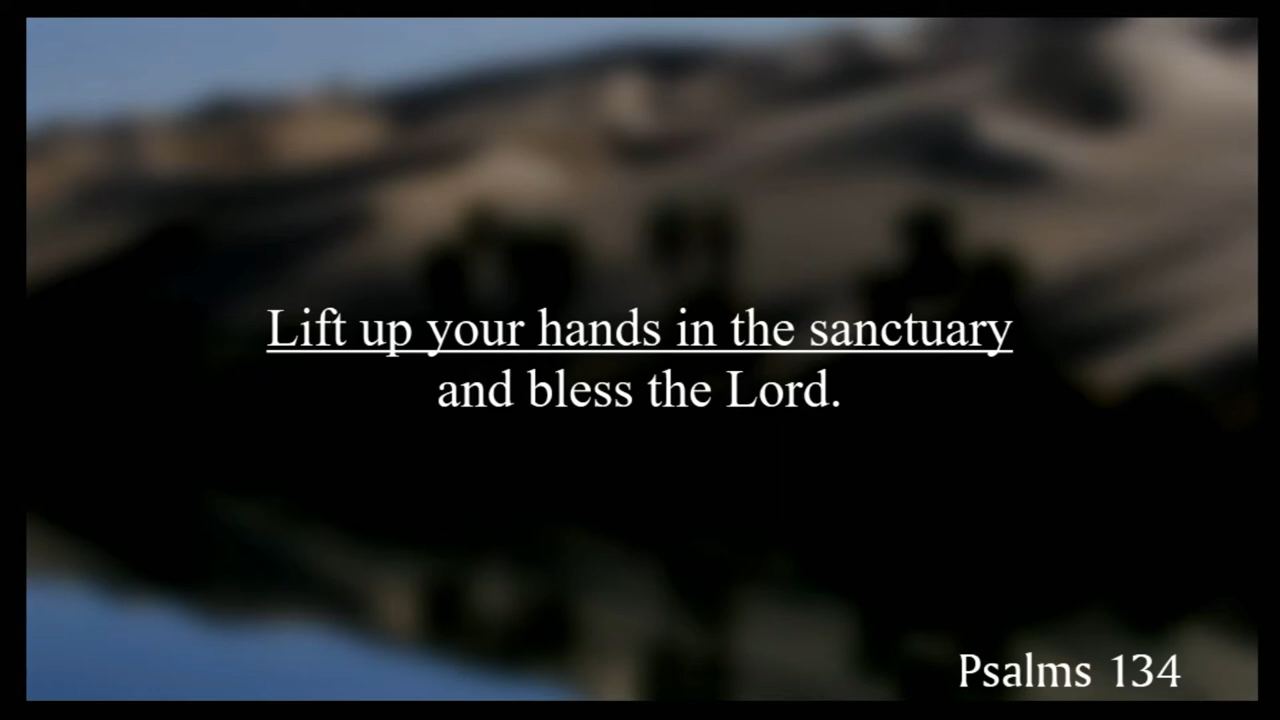 Lift up your hands in the sanctuary
and bless the Lord.
Psalms 134